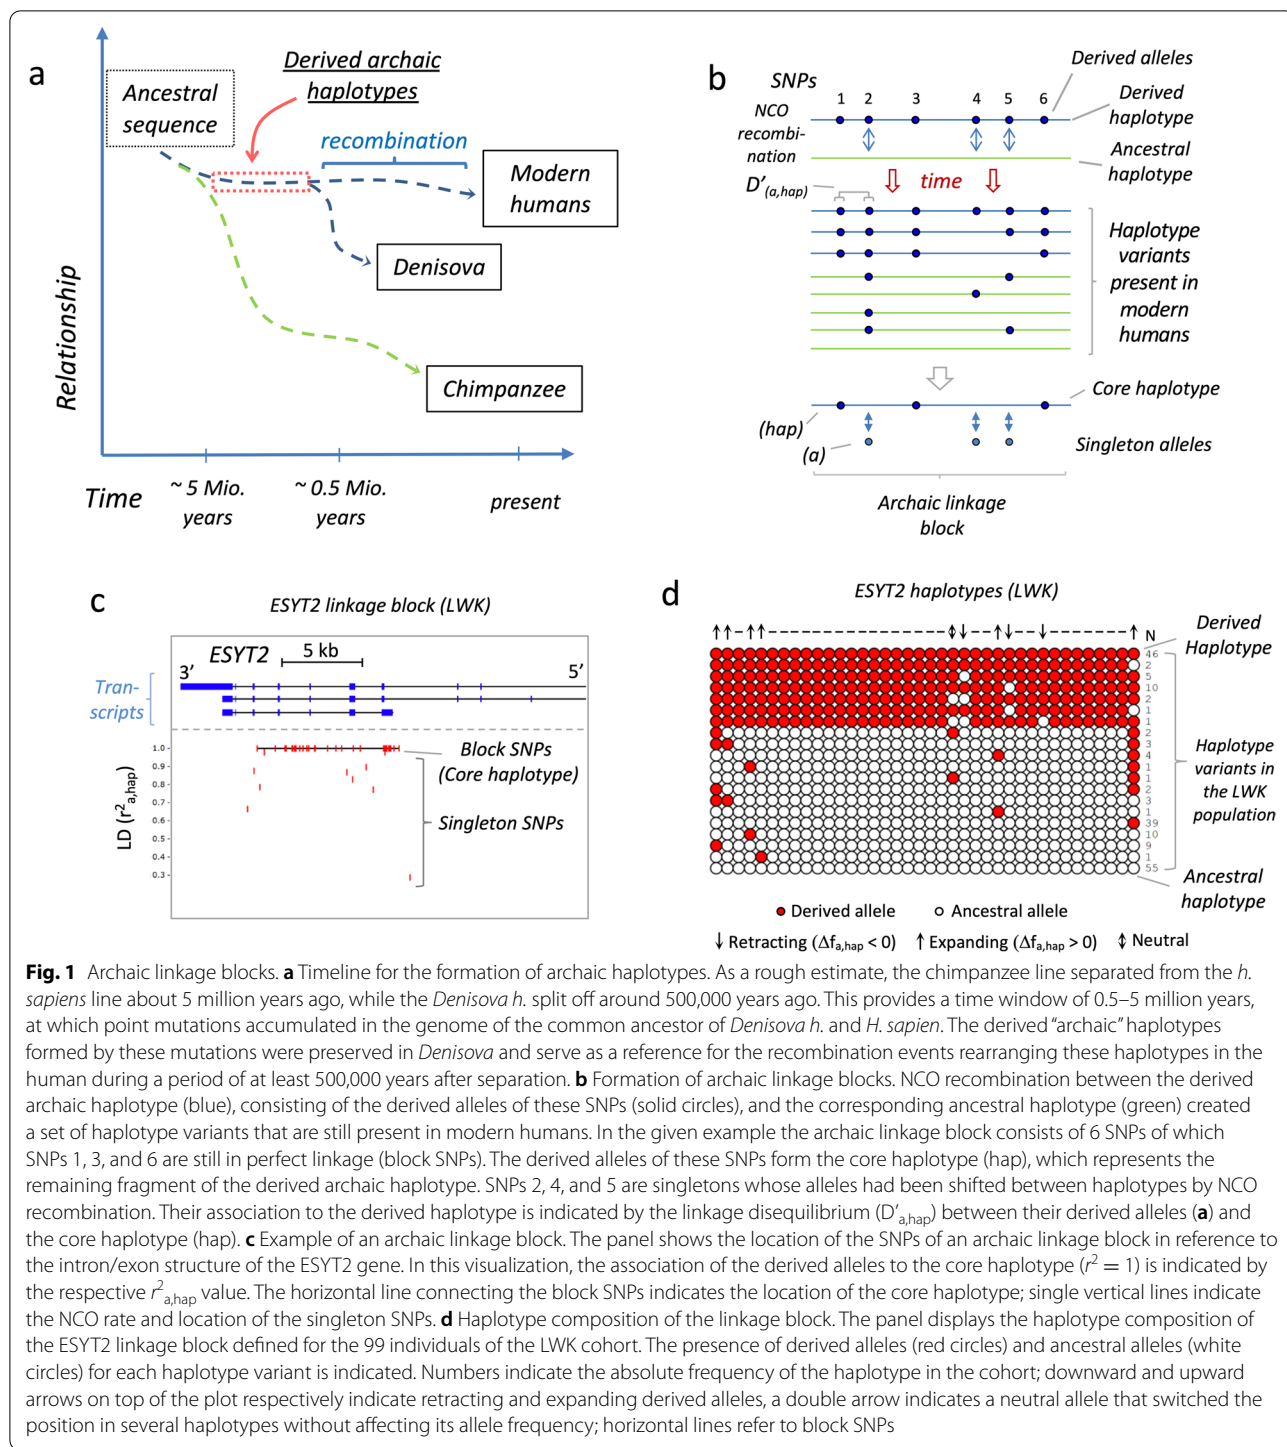 a
Derived archaic
haplotypes
Ancestral
sequence
recombination
Modern
humans
Denisova
Chimpanzee
Relationship
Time
~ 5 Mio.
years
~ 0.5 Mio.
years
present
b
SNPs
Derived alleles
1 2 3 4 5 6
Derived
haplotype
NCO
recombi-
nation
Ancestral
haplotype
D’(a,hap)
time
Haplotype
variants
present in
modern
humans
Core haplotype
(hap)
(a)
Singleton alleles
Archaic linkage
block
c
ESYT2 linkage block (LWK)
ESYT2
5 kb
3’
5’
Tran-
scripts
Block SNPs
(Core haplotype)
Singleton SNPs
LD (r2a,hap)
1.0
0.9
0.8
0.7
0.6
0.5
0.4
0.3
d
ESYT2 haplotypes (LWK)
N
Derived
Haplotype
46
2
5
10
2
1
1
2
3
4
1
1
2
3
1
39
10
9
1
55
Haplotype
variants in
the LWK
population
Ancestral
haplotype
Derived allele
Ancestral allele
↓ Retracting (Δfa,hap < 0) ↑ Expanding (Δfa,hap > 0) ↕ Neutral
Fig. 1 Archaic linkage blocks. a Timeline for the formation of archaic haplotypes. As a rough estimate, the chimpanzee line separated from the h.
sapiens line about 5 million years ago, while the Denisova h. split off around 500,000 years ago. This provides a time window of 0.5–5 million years,
at which point mutations accumulated in the genome of the common ancestor of Denisova h. and H. sapien. The derived “archaic” haplotypes
formed by these mutations were preserved in Denisova and serve as a reference for the recombination events rearranging these haplotypes in the
human during a period of at least 500,000 years after separation. b Formation of archaic linkage blocks. NCO recombination between the derived
archaic haplotype (blue), consisting of the derived alleles of these SNPs (solid circles), and the corresponding ancestral haplotype (green) created
a set of haplotype variants that are still present in modern humans. In the given example the archaic linkage block consists of 6 SNPs of which
SNPs 1, 3, and 6 are still in perfect linkage (block SNPs). The derived alleles of these SNPs form the core haplotype (hap), which represents the
remaining fragment of the derived archaic haplotype. SNPs 2, 4, and 5 are singletons whose alleles had been shifted between haplotypes by NCO
recombination. Their association to the derived haplotype is indicated by the linkage disequilibrium (D′a,hap) between their derived alleles (a) and
the core haplotype (hap). c Example of an archaic linkage block. The panel shows the location of the SNPs of an archaic linkage block in reference to
the intron/exon structure of the ESYT2 gene. In this visualization, the association of the derived alleles to the core haplotype (r2 = 1) is indicated by
the respective r2a,hap value. The horizontal line connecting the block SNPs indicates the location of the core haplotype; single vertical lines indicate
the NCO rate and location of the singleton SNPs. d Haplotype composition of the linkage block. The panel displays the haplotype composition of
the ESYT2 linkage block defined for the 99 individuals of the LWK cohort. The presence of derived alleles (red circles) and ancestral alleles (white
circles) for each haplotype variant is indicated. Numbers indicate the absolute frequency of the haplotype in the cohort; downward and upward
arrows on top of the plot respectively indicate retracting and expanding derived alleles, a double arrow indicates a neutral allele that switched the
position in several haplotypes without affecting its allele frequency; horizontal lines refer to block SNPs